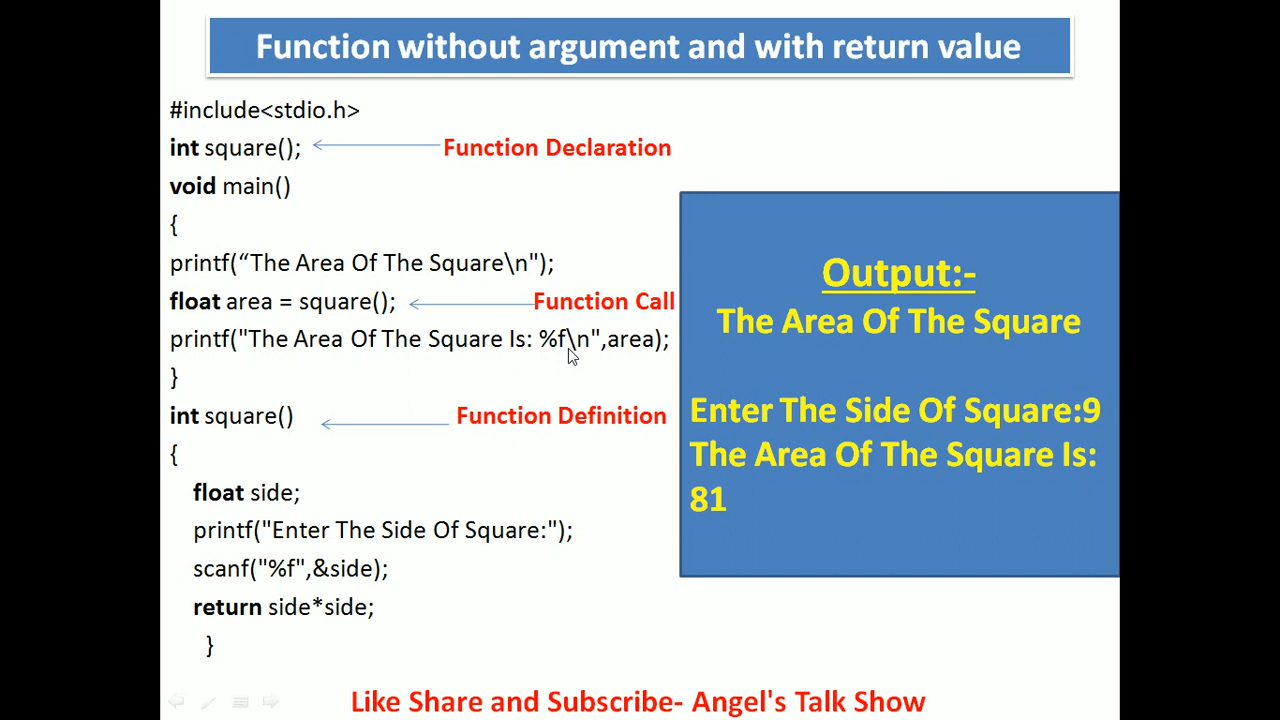 Function without argument and with return value
#include<stdio.h>
int square();
Function Declaration
void main()
{
printf(“The Area Of The Square\n");
float area = square();
Function Call
printf("The Area Of The Square Is: %f\n",area);
}
int square()
Function Definition
{
float side;
printf("Enter The Side Of Square:");
scanf("%f",&side);
return side*side;
}
Output:-
The Area Of The Square
Enter The Side Of Square:9
The Area Of The Square Is:
81
Like Share and Subscribe- Angel's Talk Show